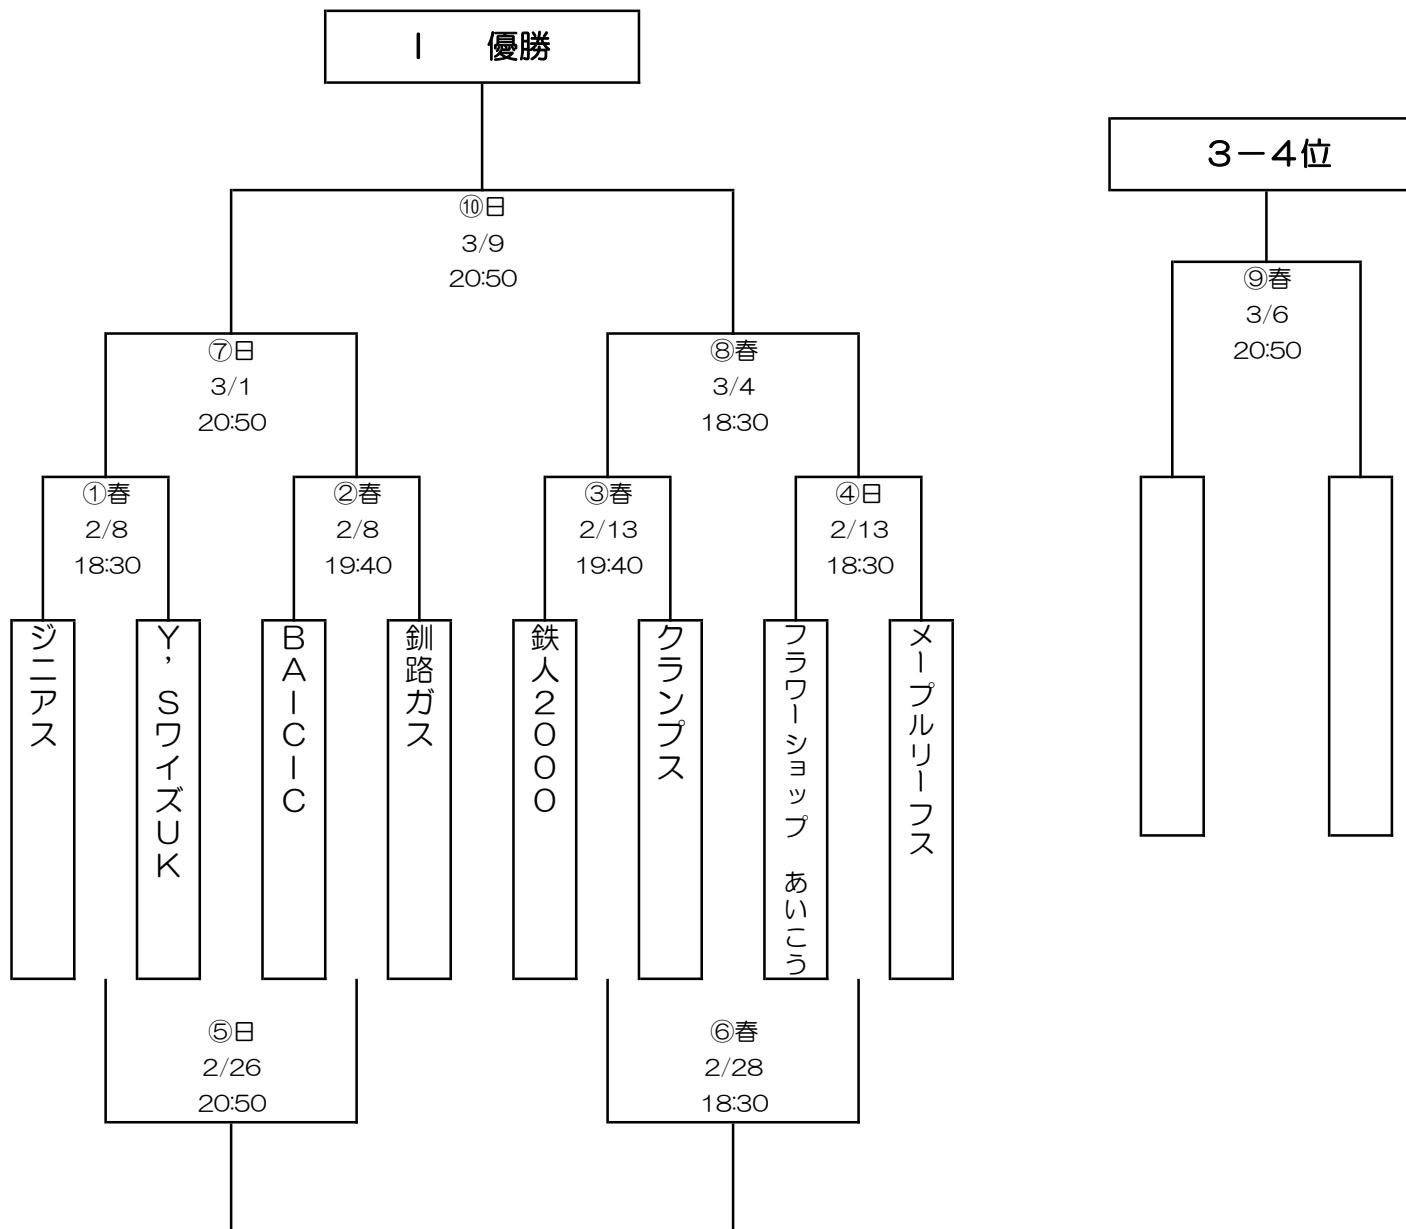 Ⅰ　優勝
３－４位
⑩日
3/9
20:50
⑨春
3/6
20:50
⑦日
3/1
20:50
⑧春
3/4
18:30
①春
2/8
18:30
②春
2/8
19:40
③春
2/13
19:40
④日
2/13
18:30
ジニアス
Y’SワイズUK
BAICIC
釧路ガス
鉄人2000
クランプス
フラワーショップ　あいこう
メープルリーフス
⑤日
2/26
20:50
⑥春
2/28
18:30